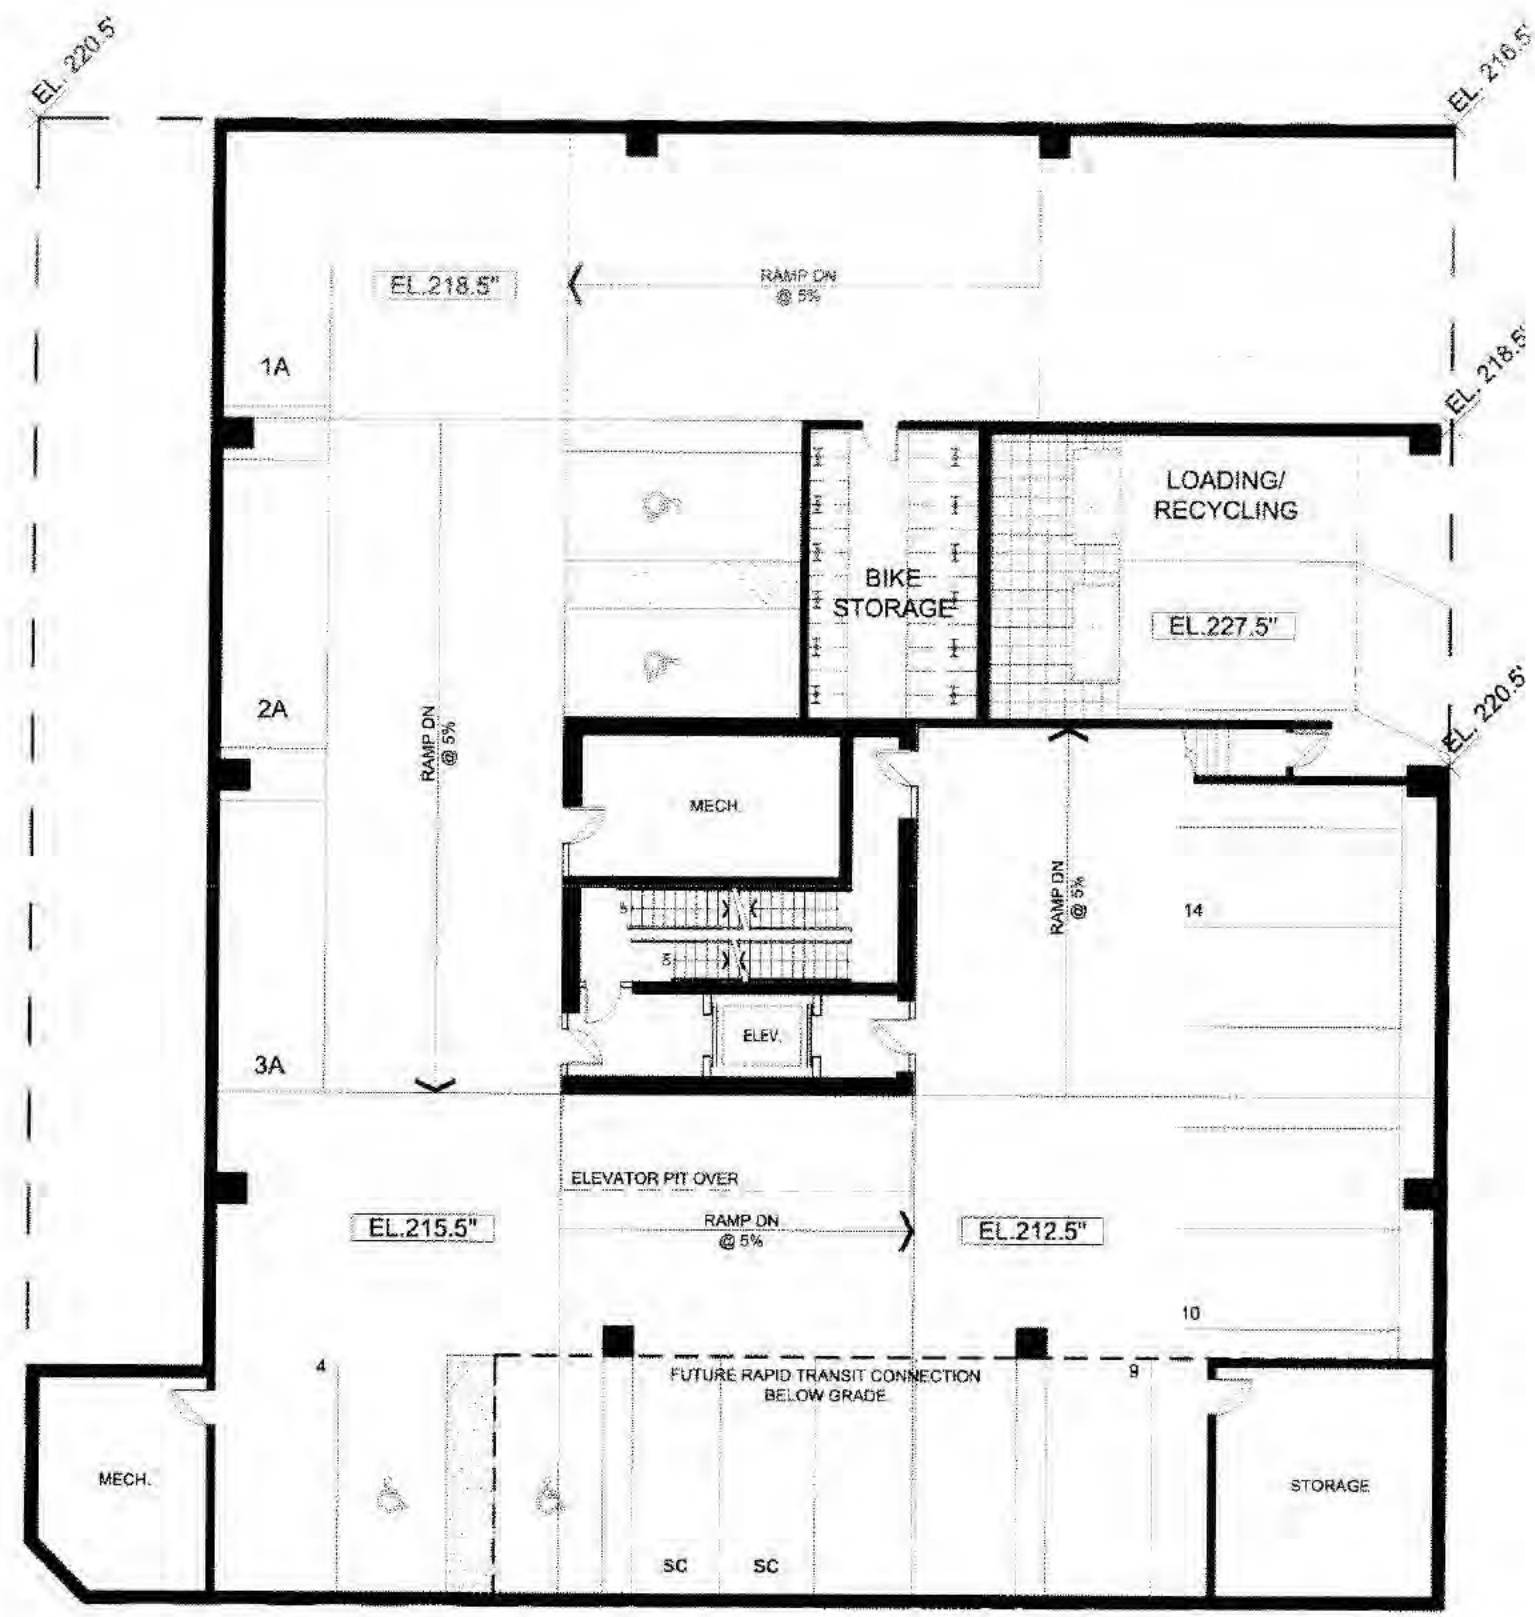 EL. 220.5'
EL. 216.5'
EL.218.5"
RAMP DN
@ 5%
1A
EL. 218.5'
LOADING/
RECYCLING
BIKE
STORAGE
EL.227.5"
EL. 220.5'
2A
RAMP DN
@ 5%
MECH.
RAMP DN
@ 5%
14
ELEV.
3A
ELEVATOR PIT OVER
EL.215.5"
RAMP DN
@ 5%
EL.212.5"
10
4
FUTURE RAPID TRANSIT CONNECTION
BELOW GRADE
9
MECH.
STORAGE
SC
SC